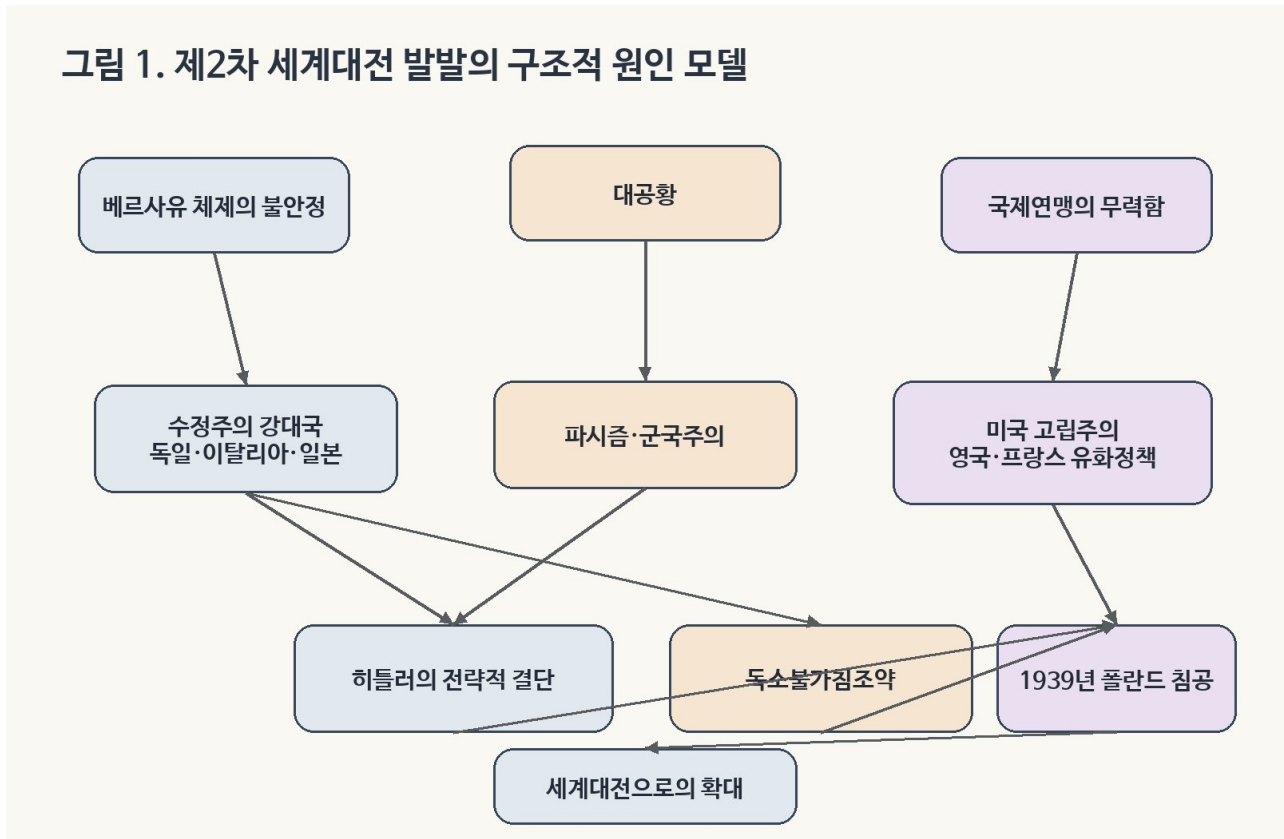 그림 1. 제2차 세계대전 발발의 구조적 원인 모델
베르사유 체제의 불안정
대공황
국제연맹의 무력함
수정주의 강대국
독일·이탈리아·일본
파시즘·군국주의
미국 고립주의
영국·프랑스 유화정책
히틀러의 전략적 결단
독소불가침조약
1939년 폴란드 침공
세계대전으로의 확대